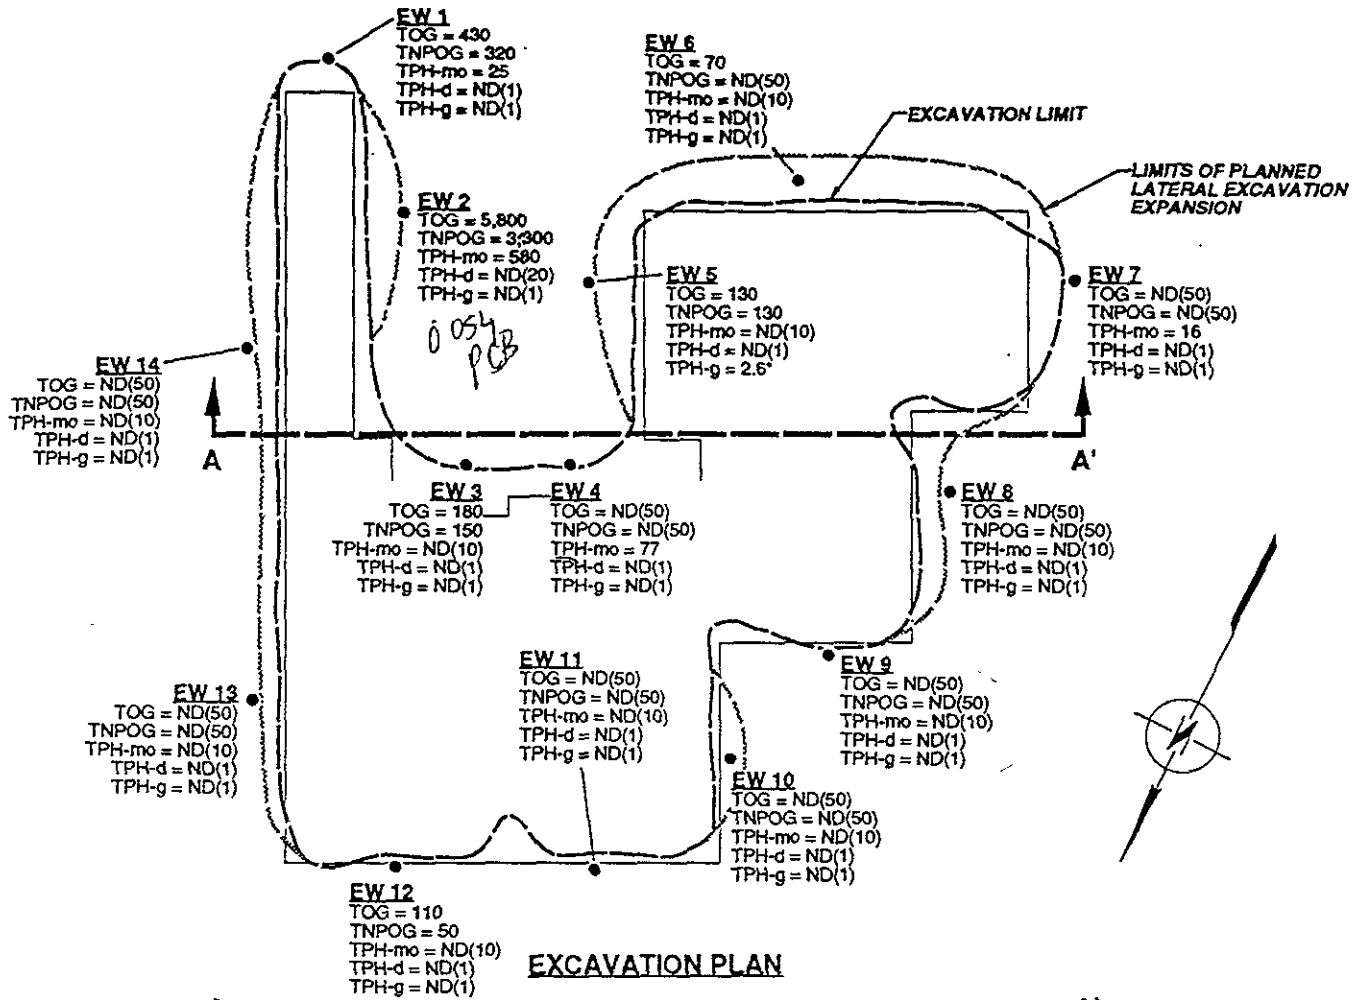 EW 1
TOG = 430
TNPOG = 320
TPH-mo = 25
TPH-d = ND(1)
TPH-g = ND(1)
EW 6
TOG = 70
TNPOG = ND(50)
TPH-mo = ND(10)
TPH-d = ND(1)
TPH-g = ND(1)
EXCAVATION LIMIT
LIMITS OF PLANNED
LATERAL EXCAVATION
EXPANSION
EW 2
TOG = 5,800
TNPOG = 3,300
TPH-mo = 580
TPH-d = ND(20)
TPH-g = ND(1)
PCB
EW 5
TOG = 130
TNPOG = 130
TPH-mo = ND(10)
TPH-d = ND(1)
TPH-g = 2.6*
EW 7
TOG = ND(50)
TNPOG = ND(50)
TPH-mo = 16
TPH-d = ND(1)
TPH-g = ND(1)
EW 14
TOG = ND(50)
TNPOG = ND(50)
TPH-mo = ND(10)
TPH-d = ND(1)
TPH-g = ND(1)
A
A'
EW 3
TOG = 180
TNPOG = 150
TPH-mo = ND(10)
TPH-d = ND(1)
TPH-g = ND(1)
EW 4
TOG = ND(50)
TNPOG = ND(50)
TPH-mo = 77
TPH-d = ND(1)
TPH-g = ND(1)
EW 8
TOG = ND(50)
TNPOG = ND(50)
TPH-mo = ND(10)
TPH-d = ND(1)
TPH-g = ND(1)
EW 11
TOG = ND(50)
TNPOG = ND(50)
TPH-mo = ND(10)
TPH-d = ND(1)
TPH-g = ND(1)
EW 9
TOG = ND(50)
TNPOG = ND(50)
TPH-mo = ND(10)
TPH-d = ND(1)
TPH-g = ND(1)
EW 13
TOG = ND(50)
TNPOG = ND(50)
TPH-mo = ND(10)
TPH-d = ND(1)
TPH-g = ND(1)
EW 10
TOG = ND(50)
TNPOG = ND(50)
TPH-mo = ND(10)
TPH-d = ND(1)
TPH-g = ND(1)
EW 12
TOG = 110
TNPOG = 50
TPH-mo = ND(10)
TPH-d = ND(1)
TPH-g = ND(1)
N
EXCAVATION PLAN